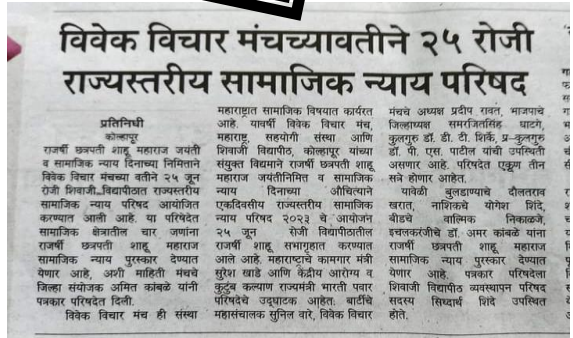 विवेक विचार मंचच्यावतीने २५ रोजी
राज्यस्तरीय सामाजिक न्याय परिषद
प्रतिनिधी
कोल्हापूर
राजर्षी छत्रपती शाहू महाराज जयंती
व सामाजिक न्याय दिनाच्या निमित्ताने
विवेक विचार मंचच्या वतीने २५ जून
रोजी शिवाजी विद्यापीठात राज्यस्तरीय
सामाजिक न्याय परिषद आयोजित
करण्यात आली आहे. या परिषदेत
सामाजिक क्षेत्रातील चार जणांना
राजर्षी छत्रपती शाहू महाराज
सामाजिक न्याय पुरस्कार देण्यात
येणार आहे, अशी माहिती मंचचे
जिल्हा संयोजक अमित कांबळे यांनी
पत्रकार परिषदेत दिली.
विवेक विचार मंच ही संस्था
महाराष्ट्रात सामाजिक विषयात कार्यरत
आहे. यावर्षी विवेक विचार मंच,
महाराष्ट्र, सहयोगी संस्था आणि
शिवाजी विद्यापीठ, कोल्हापूर यांच्या
संयुक्त विद्यमाने राजर्षी छत्रपती शाहू
महाराज जयंतीनिमित्त व सामाजिक
न्याय दिनाच्या औचित्याने
एकदिवसीय राज्यस्तरीय सामाजिक
न्याय परिषद २०२३ चे आयोजन
२५ जून रोजी विद्यापीठातील
राजर्षी शाहू सभागृहात करण्यात
आले आहे. महाराष्ट्राचे कामगार मंत्री
सुरेश खाडे आणि केंद्रीय आरोग्य व
कुटुंब कल्याण राज्यमंत्री भारती पवार
परिषदेचे उद्घाटक आहेत. बार्टीचे
महासंचालक सुनिल वारे, विवेक विचार
मंचचे अध्यक्ष प्रदीप रावत, भाजपाचे
जिल्हाध्यक्ष समरजितसिंह घाटगे,
कुलगुरू डॉ. डी. टी. शिर्के, प्र-कुलगुरू
डॉ. पी. एस. पाटील यांची उपस्थिती
असणार आहे. परिषदेत एकूण तीन
सत्रे होणार आहेत.
यावेळी बुलडाण्याचे दौलतराव
खरात, नाशिकचे योगेश शिंदे,
बीडचे वाल्मिक निकाळजे,
इचलकरंजीचे डॉ. अमर कांबळे यांना
राजर्षी छत्रपती शाहू महाराज
सामाजिक न्याय पुरस्कार देण्यात
येणार आहे. पत्रकार परिषदेला
शिवाजी विद्यापीठ व्यवस्थापन परिषद
सदस्य सिध्दार्थ शिंदे उपस्थित
होते.